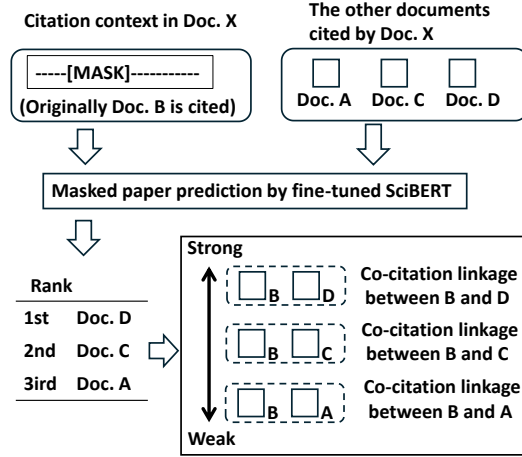 Citation context in Doc. X
-----[MASK]-----------
(Originally Doc. B is cited)
The other documents
cited by Doc. X
Doc. A Doc. C Doc. D
Masked paper prediction by fine-tuned SciBERT
Rank
1st Doc. D
2nd Doc. C
3ird Doc. A
Strong
B D
Co-citation linkage
between B and D
B C
Co-citation linkage
between B and C
B A
Co-citation linkage
between B and A
Weak